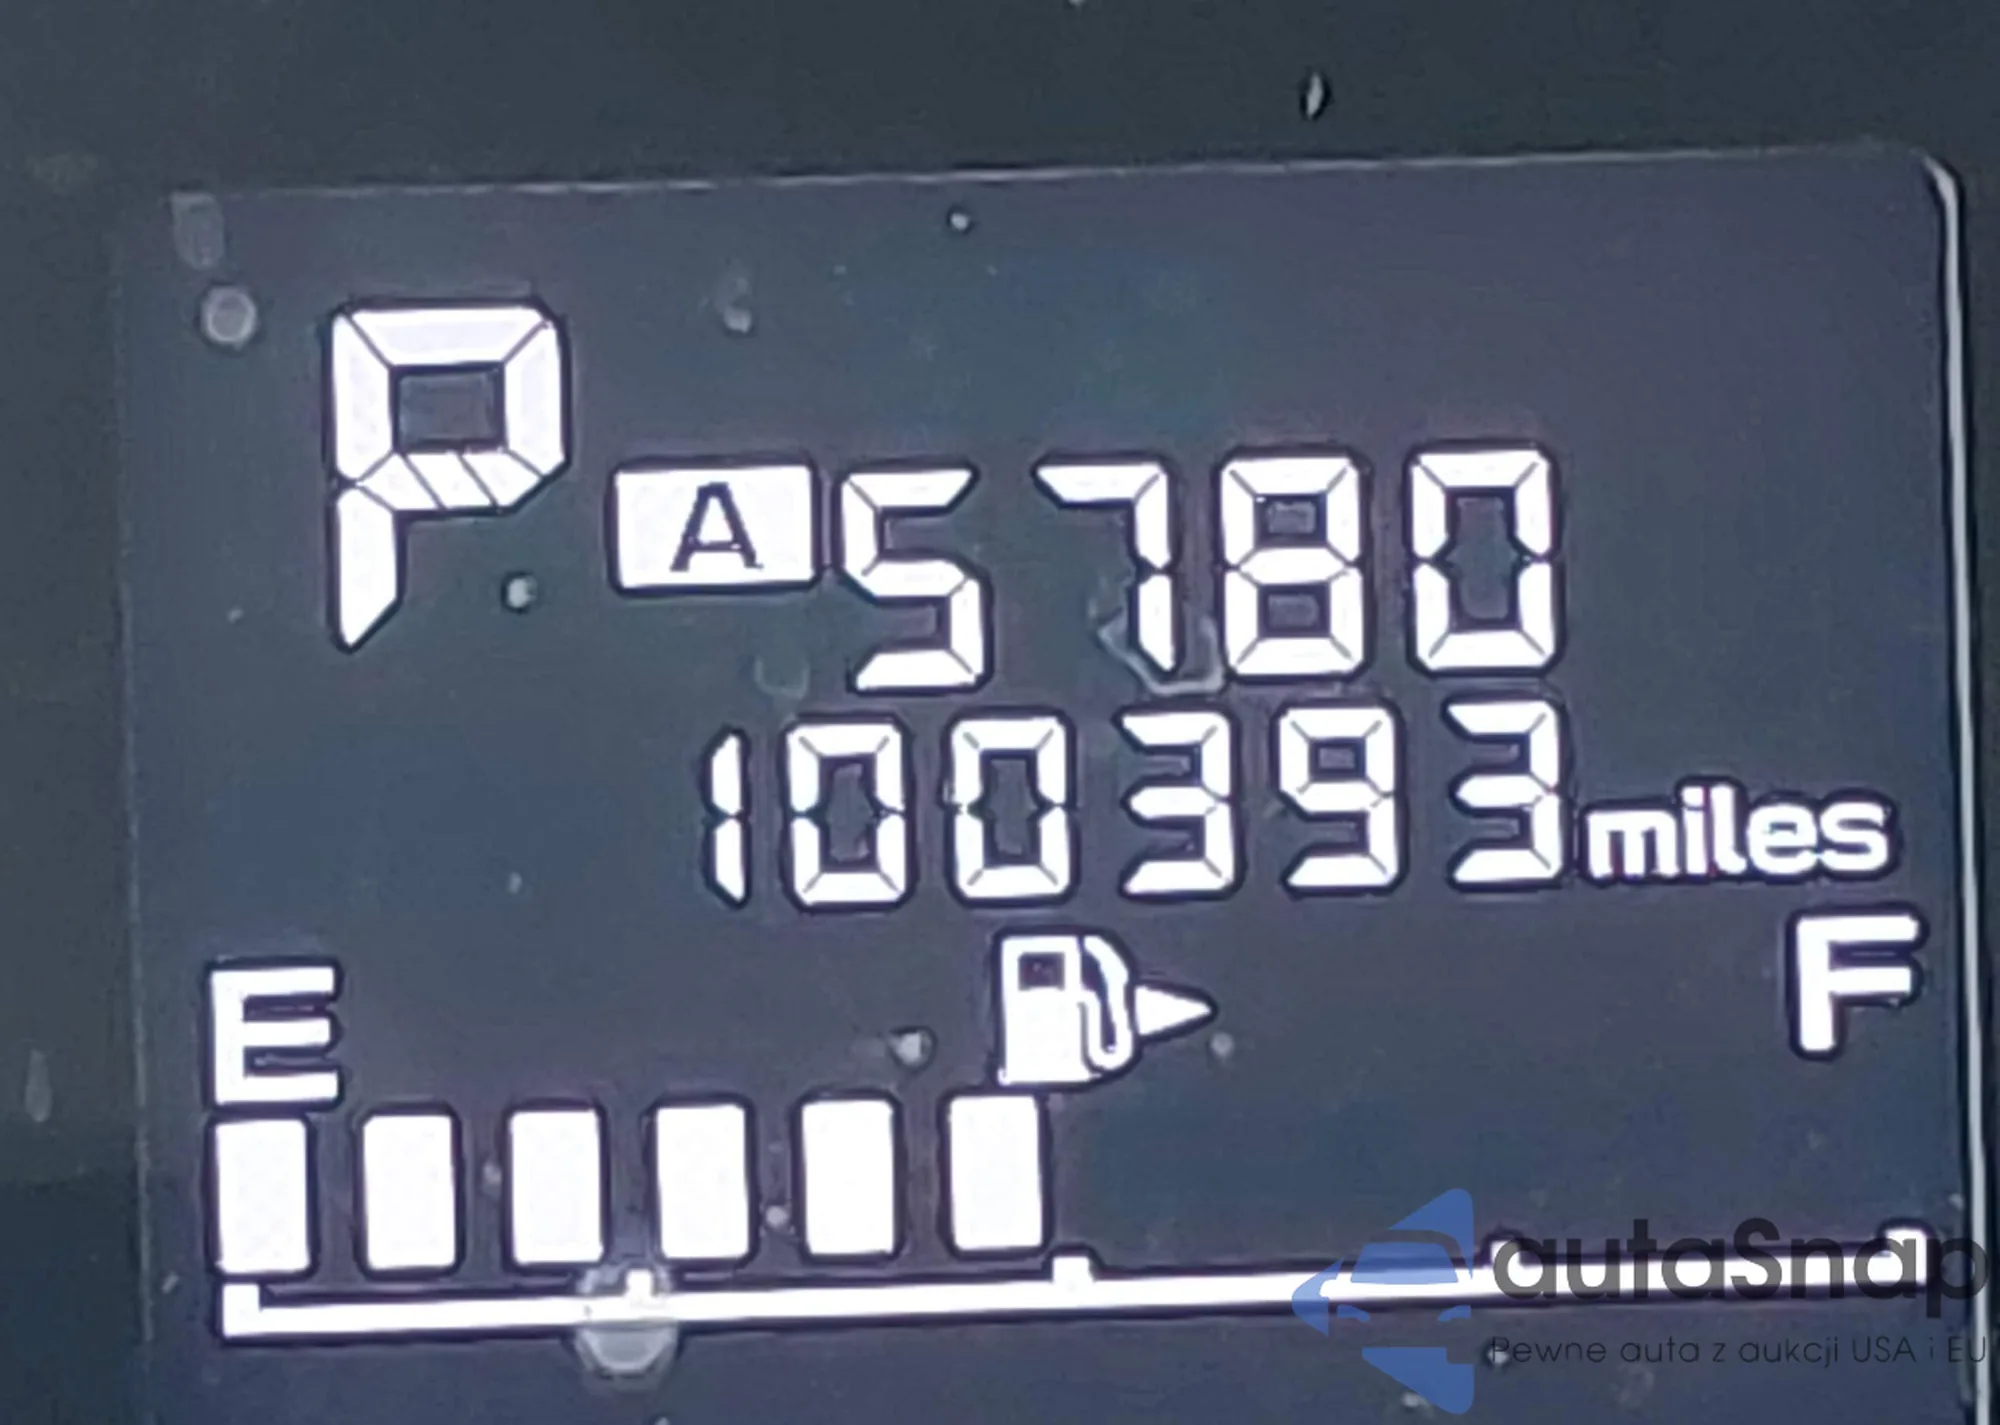 P
A 5780
100393 miles
E F
autaSnap
Pewne auta z aukcji USA i EU